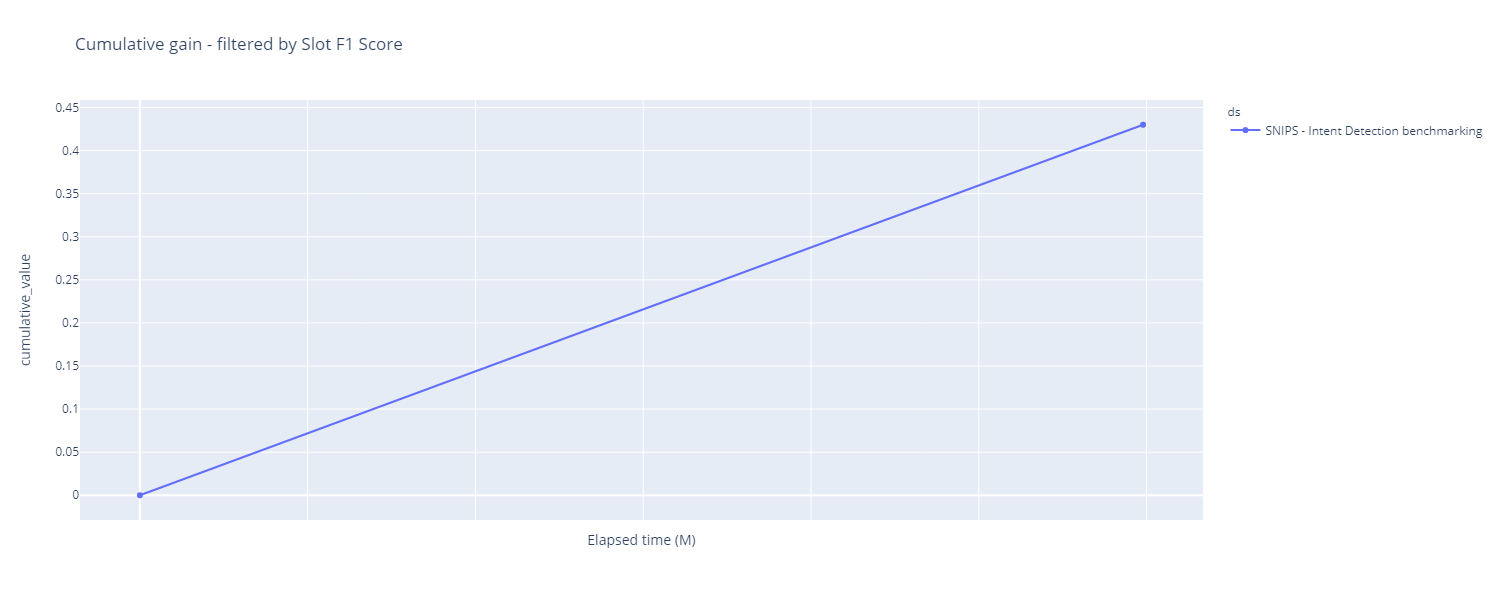 Cumulative gain - filtered by Slot F1 Score
ds
SNIPS - Intent Detection benchmarking
0.45
0.4
0.35
0.3
0.25
0.2
0.15
0.1
0.05
0
cumulative_value
Elapsed time (M)